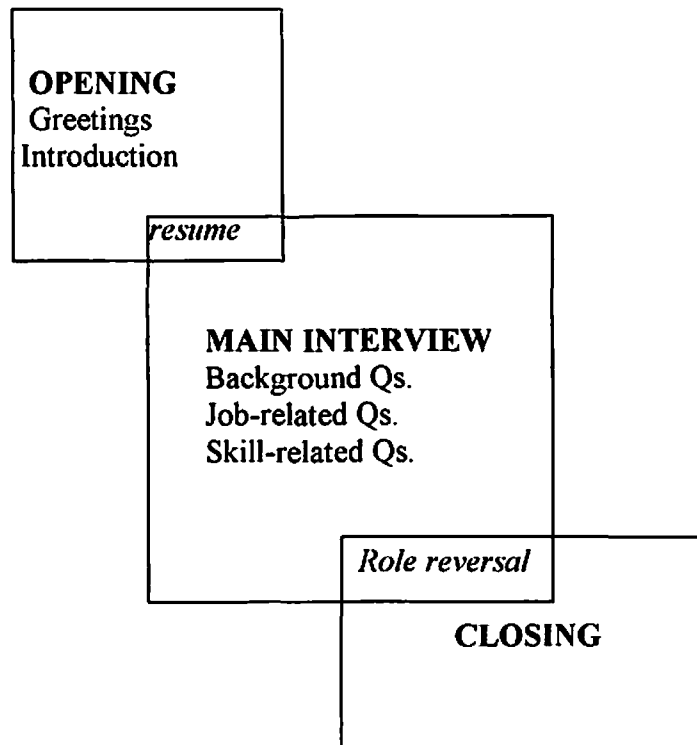 OPENING
Greetings
Introduction
resume
MAIN INTERVIEW
Background Qs.
Job-related Qs.
Skill-related Qs.
Role reversal
CLOSING